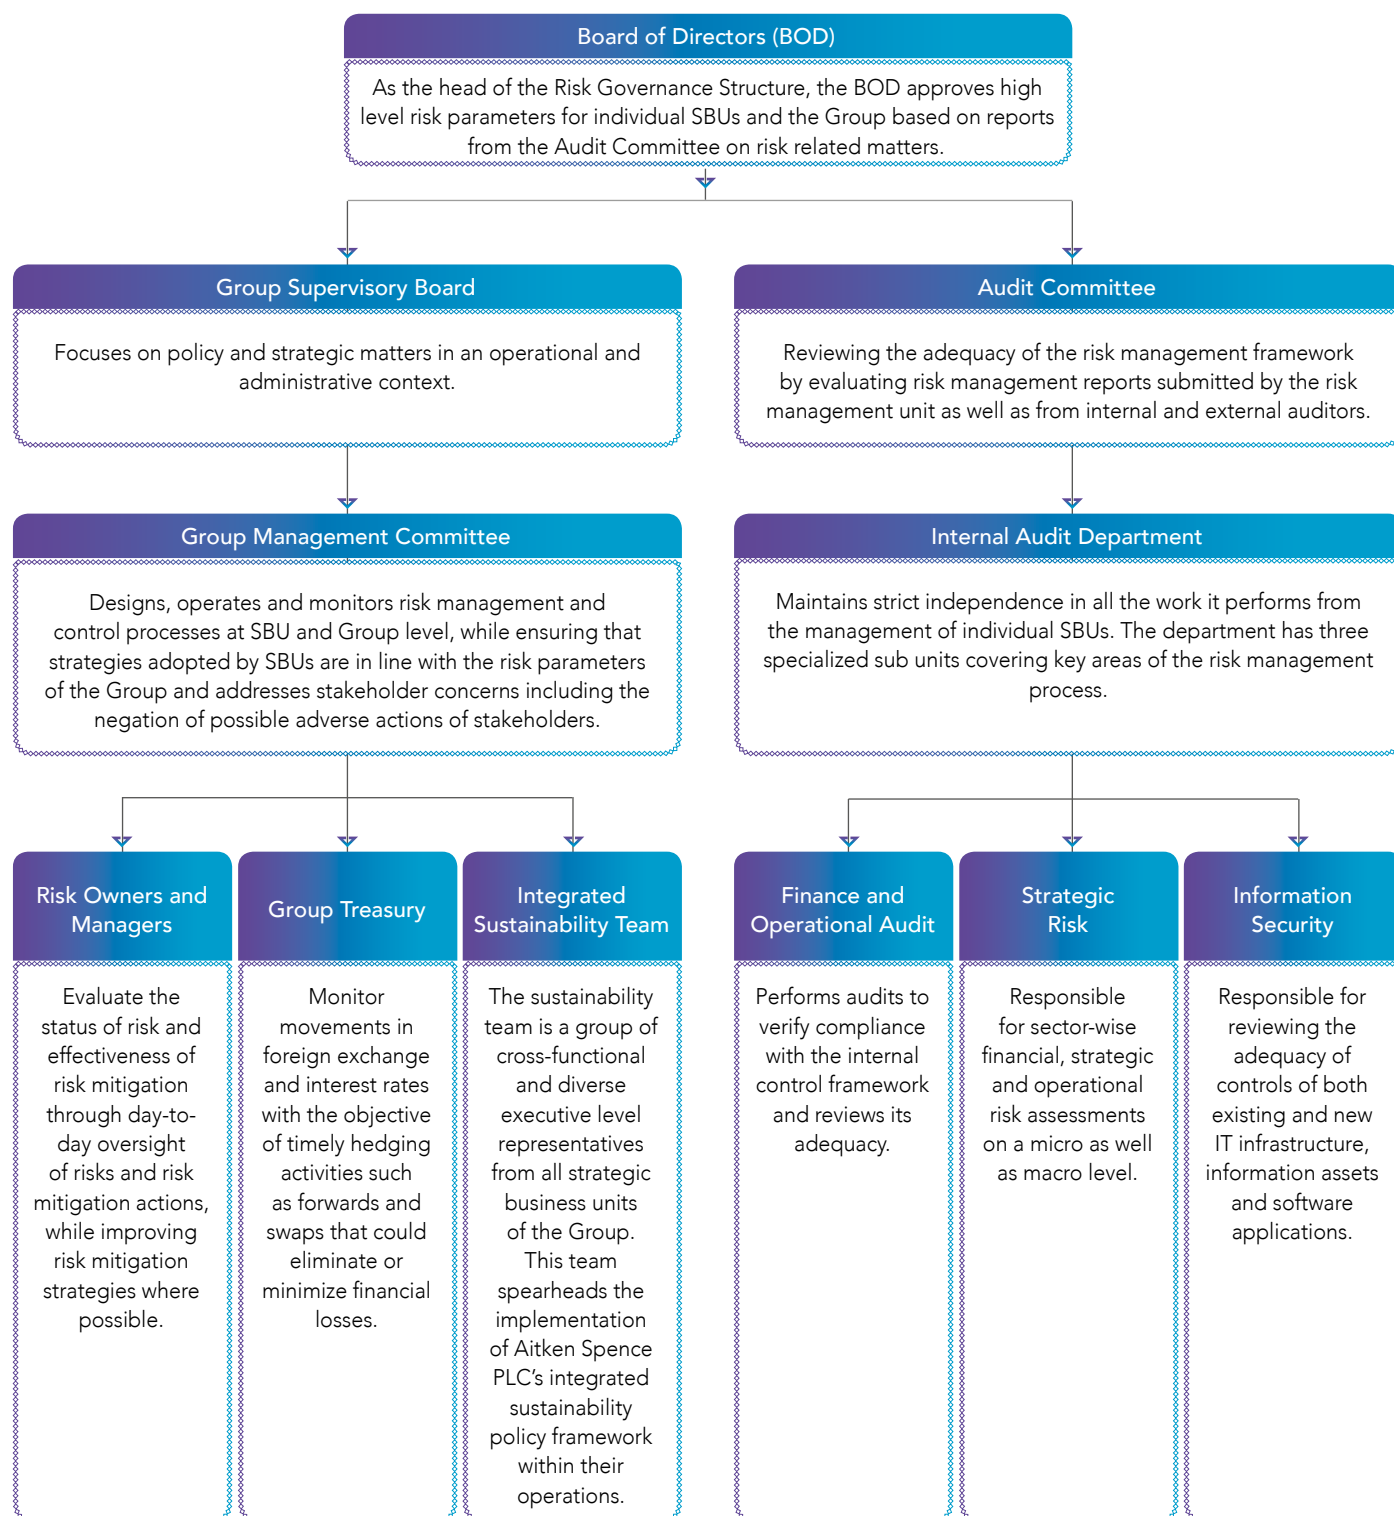 Board of Directors (BOD)
As the head of the Risk Governance Structure, the BOD approves high
level risk parameters for individual SBUs and the Group based on reports
from the Audit Committee on risk related matters.
Group Supervisory Board
Focuses on policy and strategic matters in an operational and
administrative context.
Audit Committee
Reviewing the adequacy of the risk management framework
by evaluating risk management reports submitted by the risk
management unit as well as from internal and external auditors.
Group Management Committee
Designs, operates and monitors risk management and
control processes at SBU and Group level, while ensuring that
strategies adopted by SBUs are in line with the risk parameters
of the Group and addresses stakeholder concerns including the
negation of possible adverse actions of stakeholders.
Internal Audit Department
Maintains strict independence in all the work it performs from
the management of individual SBUs. The department has three
specialized sub units covering key areas of the risk management
process.
Risk Owners and
Managers
Evaluate the
status of risk and
effectiveness of
risk mitigation
through day-to-
day oversight
of risks and risk
mitigation actions,
while improving
risk mitigation
strategies where
possible.
Group Treasury
Monitor
movements in
foreign exchange
and interest rates
with the objective
of timely hedging
activities such
as forwards and
swaps that could
eliminate or
minimize financial
losses.
Integrated
Sustainability Team
The sustainability
team is a group of
cross-functional
and diverse
executive level
representatives
from all strategic
business units
of the Group.
This team
spearheads the
implementation
of Aitken Spence
PLC's integrated
sustainability
policy framework
within their
operations.
Finance and
Operational Audit
Performs audits to
verify compliance
with the internal
control framework
and reviews its
adequacy.
Strategic
Risk
Responsible
for sector-wise
financial, strategic
and operational
risk assessments
on a micro as well
as macro level.
Information
Security
Responsible for
reviewing the
adequacy of
controls of both
existing and new
IT infrastructure,
information assets
and software
applications.